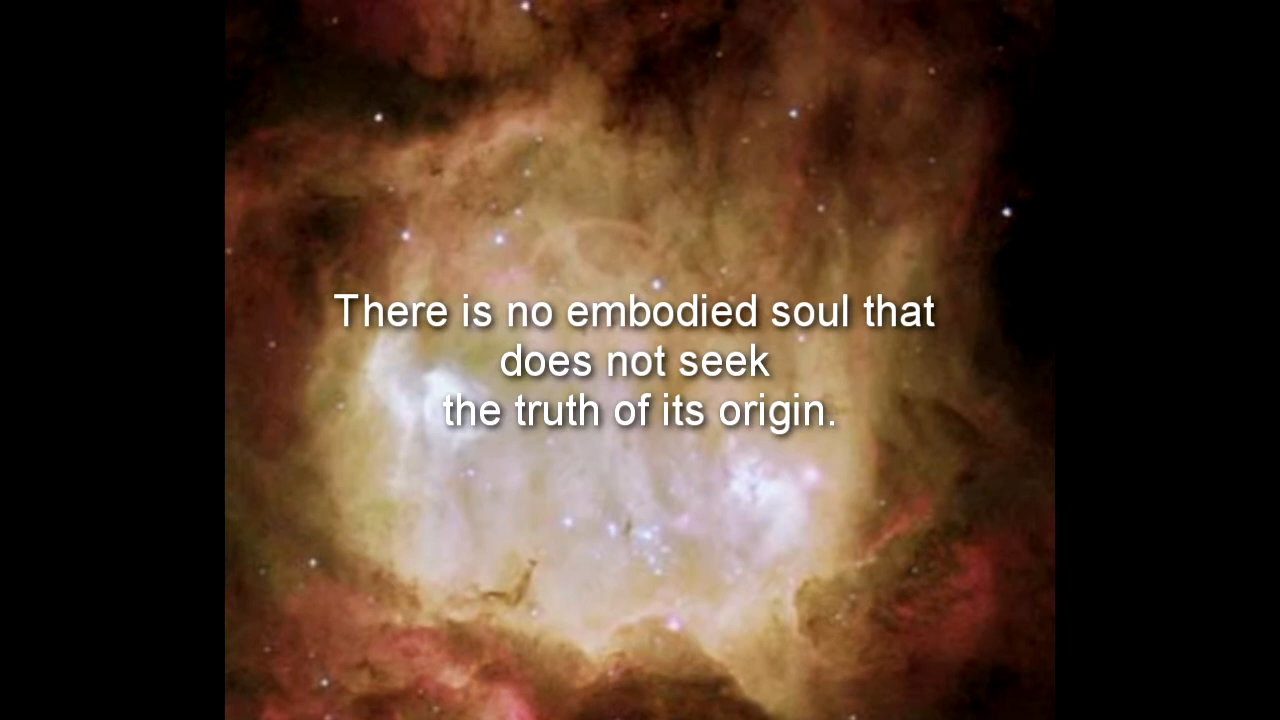 There is no embodied soul that
does not seek
the truth of its origin.